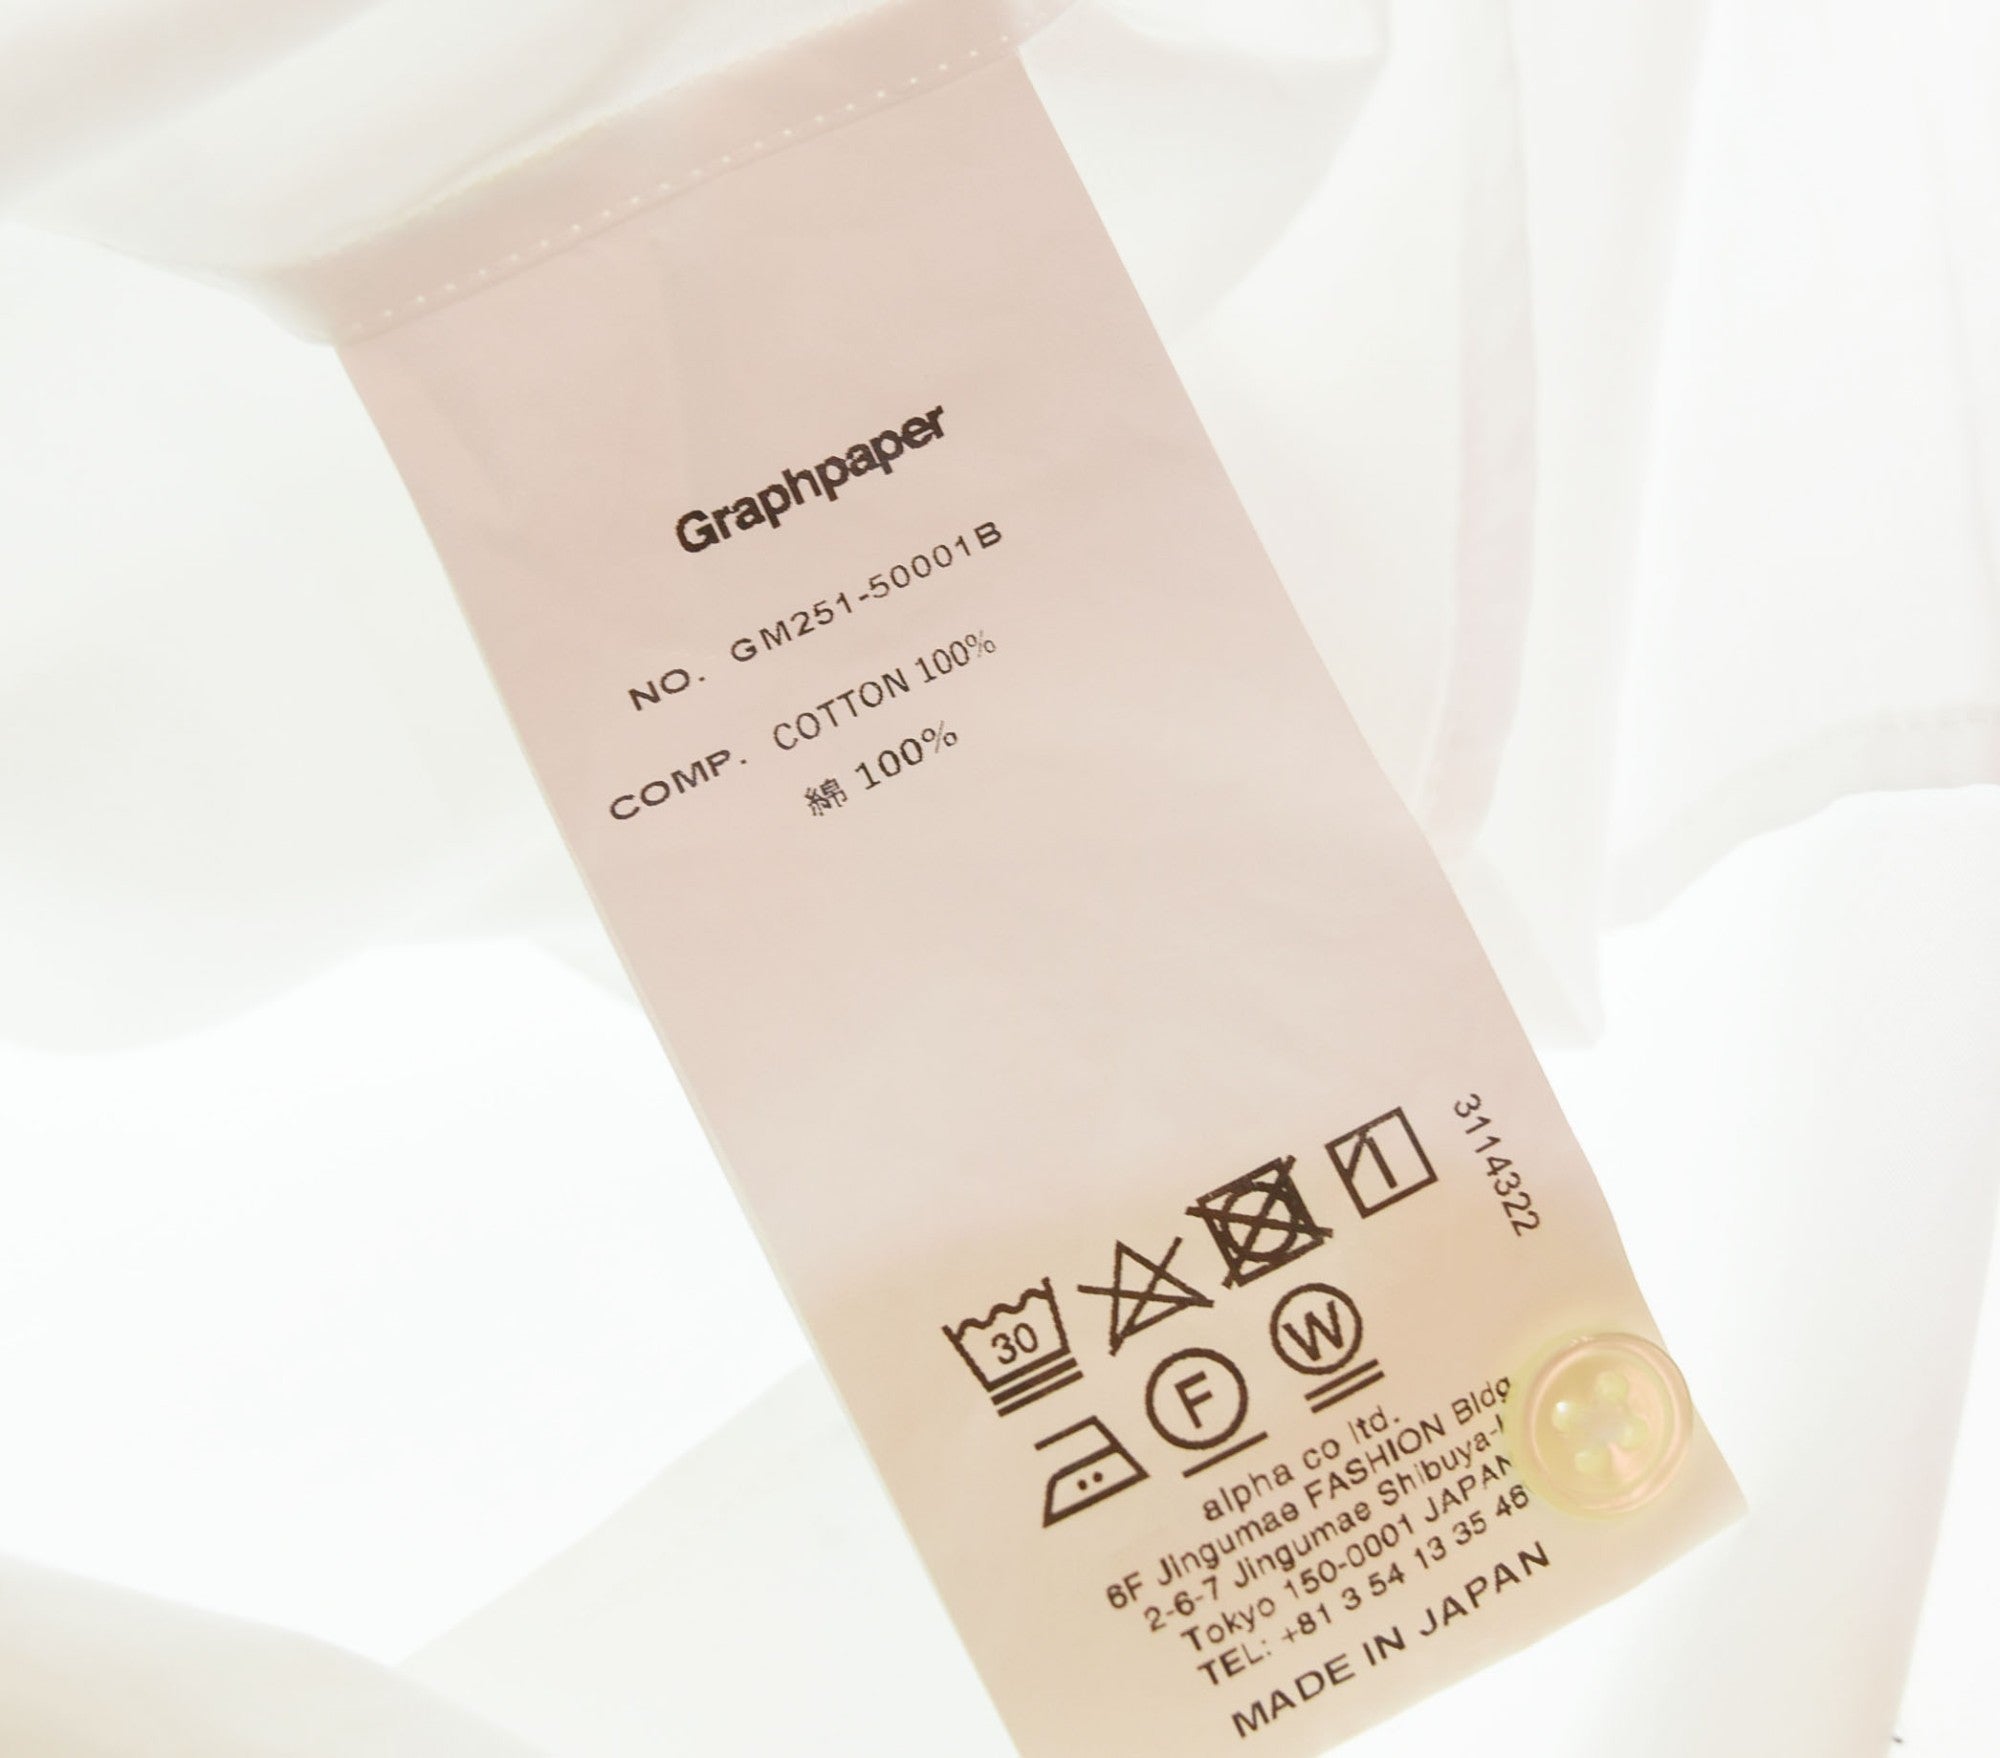 Graphpaper
NO. GM251-50001B
COMP. COTTON 100%
綿 100%
3114322
30
F
W
alpha co ltd.
6F Jingumae FASHION Bldg
2-6-7 Jingumae Shibuya-
Tokyo 150-0001 JAPAN
TEL: +81 3 54 13 35 46
MADE IN JAPAN